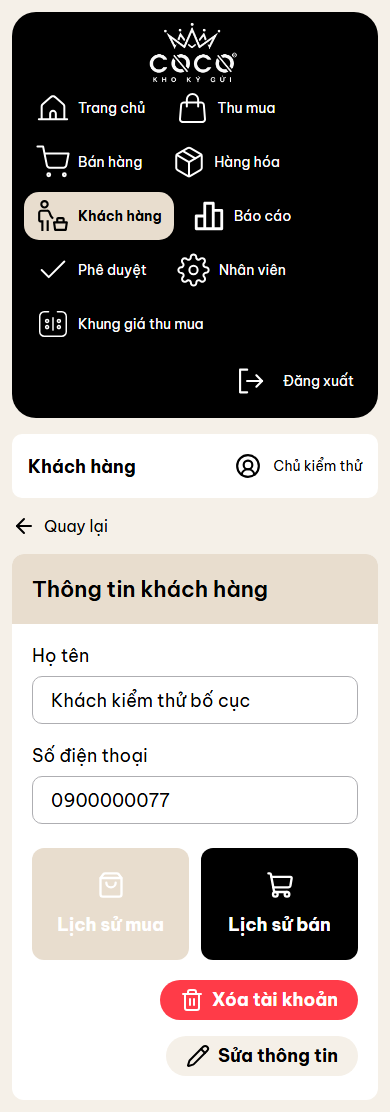 COCO®
KHO KÝ GỬI
Trang chủ
Thu mua
Bán hàng
Hàng hóa
Khách hàng
Báo cáo
Phê duyệt
Nhân viên
Khung giá thu mua
Đăng xuất
Khách hàng
Chủ kiểm thử
Quay lại
Thông tin khách hàng
Họ tên
Khách kiểm thử bố cục
Số điện thoại
0900000077
Lịch sử mua
Lịch sử bán
Xóa tài khoản
Sửa thông tin